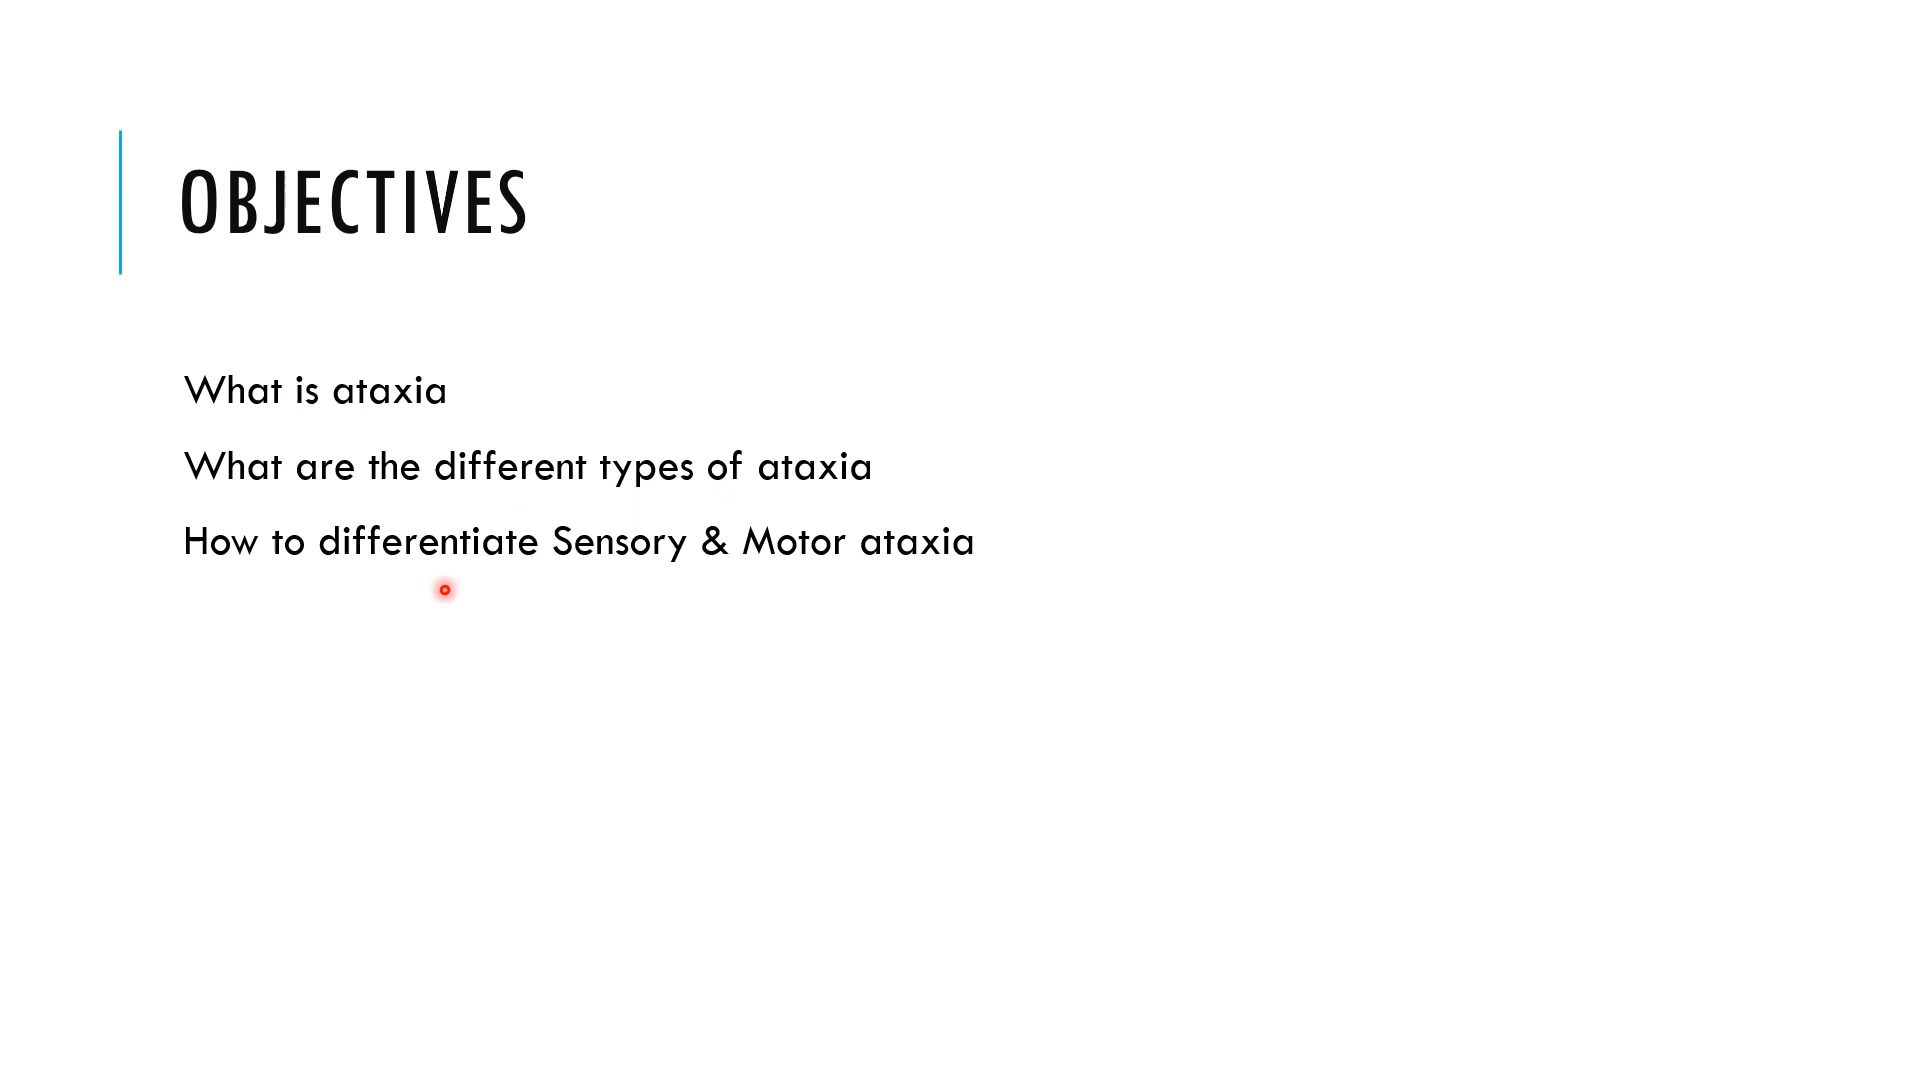 OBJECTIVES
What is ataxia
What are the different types of ataxia
How to differentiate Sensory & Motor ataxia